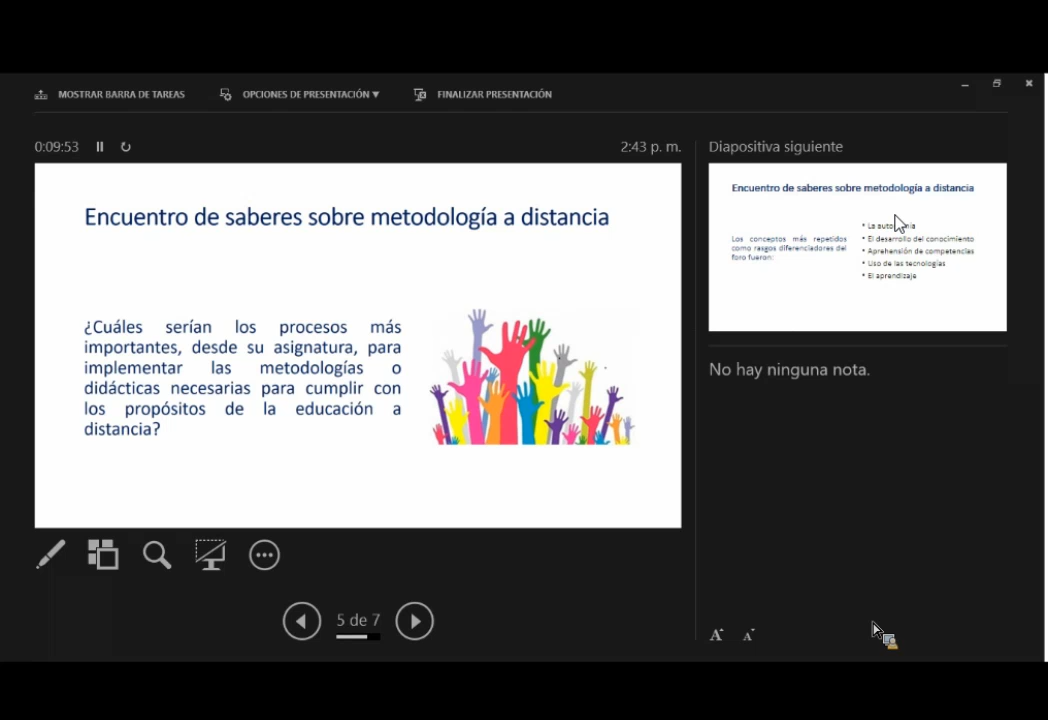 MOSTRAR BARRA DE TAREAS
OPCIONES DE PRESENTACIÓN ▼
FINALIZAR PRESENTACIÓN
0:09:53
2:43 p. m.
Encuentro de saberes sobre metodología a distancia
¿Cuáles serían los procesos más
importantes, desde su asignatura, para
implementar las metodologías o
didácticas necesarias para cumplir con
los propósitos de la educación a
distancia?
5 de 7
Diapositiva siguiente
Encuentro de saberes sobre metodología a distancia
Los conceptos más repetidos
como rasgos diferenciadores del
foro fueron:
• La
• El desarrollo del conocimiento
• Aprehensión de competencias
• Uso de las tecnologías
• El aprendizaje
No hay ninguna nota.
A A